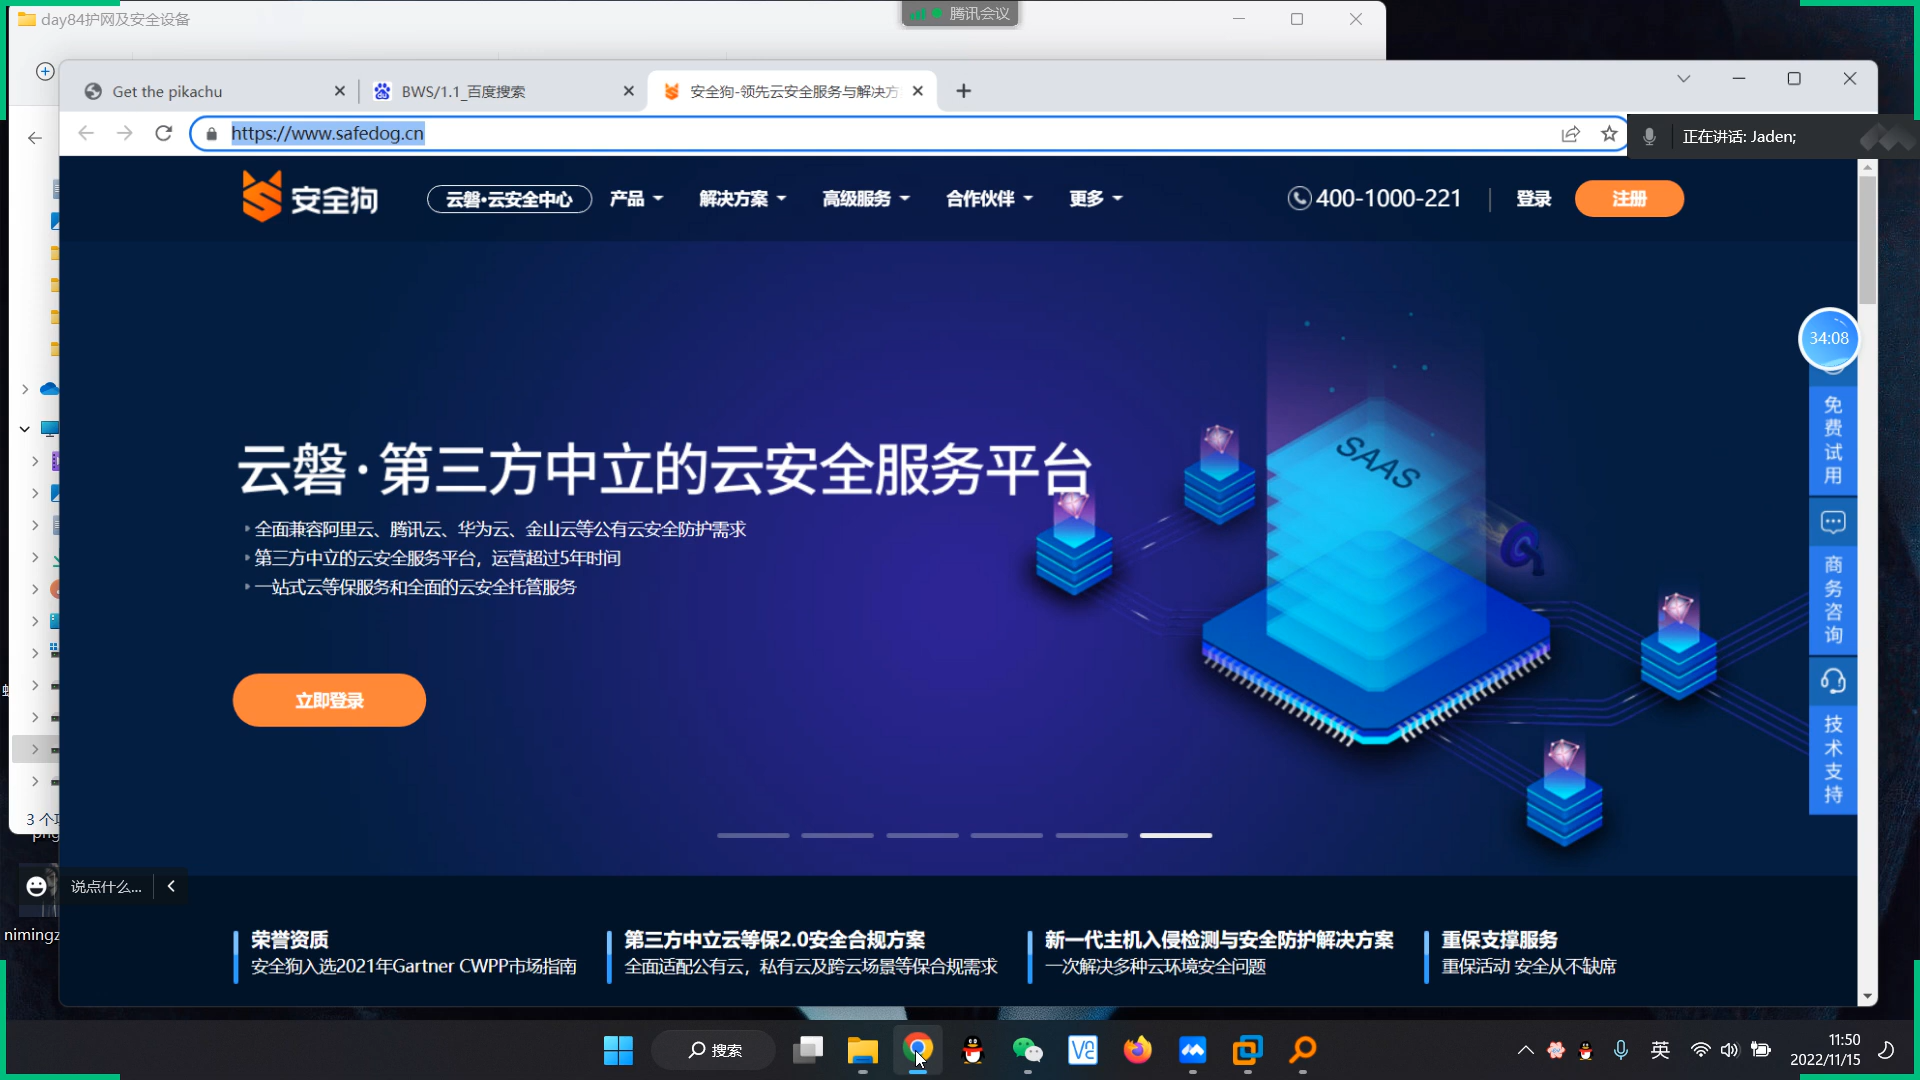 day84护网及安全设备
腾讯会议
Get the pikachu
BWS/1.1_百度搜索
安全狗-领先云安全服务与解决方
https://www.safedog.cn
正在讲话: Jaden;
安全狗
云磐·云安全中心
产品
解决方案
高级服务
合作伙伴
更多
400-1000-221
登录
注册
34:08
云磐·第三方中立的云安全服务平台
SAAS
全面兼容阿里云、腾讯云、华为云、金山云等公有云安全防护需求
第三方中立的云安全服务平台，运营超过5年时间
一站式云等保服务和全面的云安全托管服务
立即登录
免费试用
商务咨询
技术支持
3 个
png
说点什么...
nimingz
荣誉资质
安全狗入选2021年Gartner CWPP市场指南
第三方中立云等保2.0安全合规方案
全面适配公有云，私有云及跨云场景等保合规需求
新一代主机入侵检测与安全防护解决方案
一次解决多种云环境安全问题
重保支撑服务
重保活动 安全从不缺席
搜索
英
11:50
2022/11/15